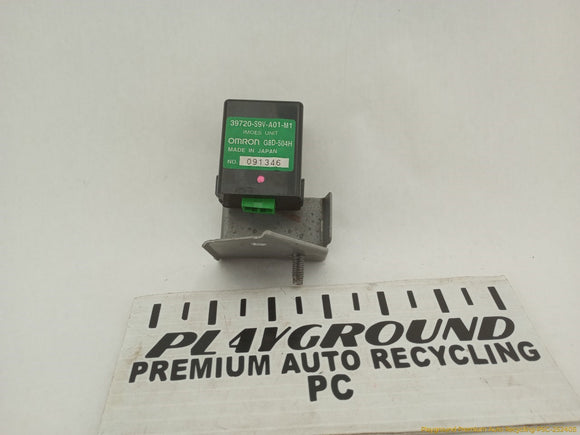 39720-S9V-A01-M1
IMOES UNIT
OMRON G8D-504H
MADE IN JAPAN
NO. 091346
PLAYGROUND
PREMIUM AUTO RECYCLING
PC